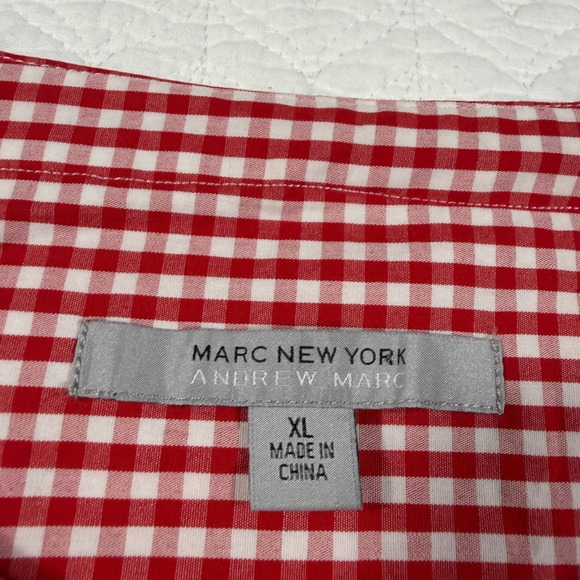 MARC NEW YORK
ANDREW MARC
XL
MADE IN
CHINA